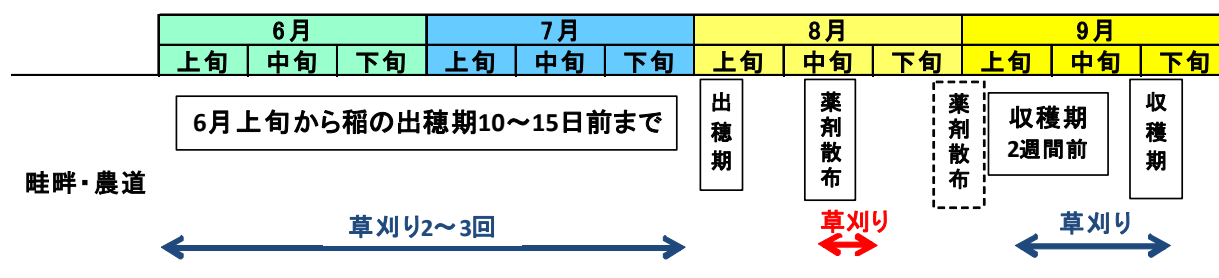 6月 7月 8月 9月
上旬 中旬 下旬 上旬 中旬 下旬 上旬 中旬 下旬 上旬 中旬 下旬
6月上旬から稲の出穂期10～15日前まで
出穂期
薬剤散布
薬剤散布
収穫期
2週間前
収穫期
畦畔・農道
草刈り2～3回
草刈り
草刈り